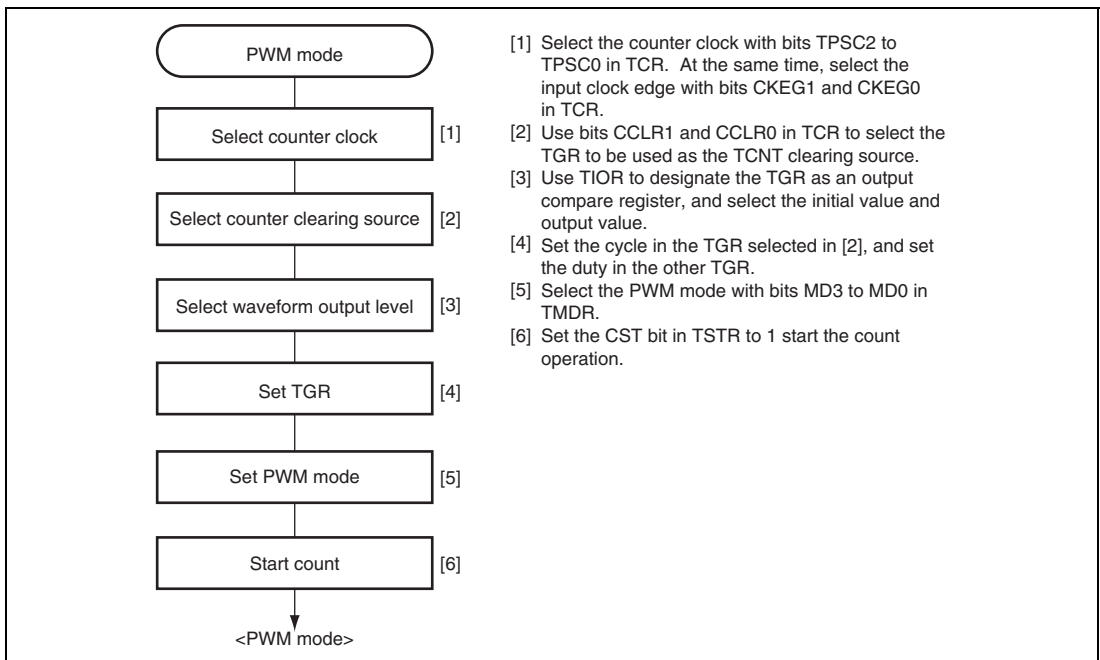 PWM mode
Select counter clock
[1]
Select counter clearing source
[2]
Select waveform output level
[3]
Set TGR
[4]
Set PWM mode
[5]
Start count
[6]
<PWM mode>
[1] Select the counter clock with bits TPSC2 to
TPSC0 in TCR. At the same time, select the
input clock edge with bits CKEG1 and CKEG0
in TCR.
[2] Use bits CCLR1 and CCLR0 in TCR to select the
TGR to be used as the TCNT clearing source.
[3] Use TIOR to designate the TGR as an output
compare register, and select the initial value and
output value.
[4] Set the cycle in the TGR selected in [2], and set
the duty in the other TGR.
[5] Select the PWM mode with bits MD3 to MD0 in
TMDR.
[6] Set the CST bit in TSTR to 1 start the count
operation.